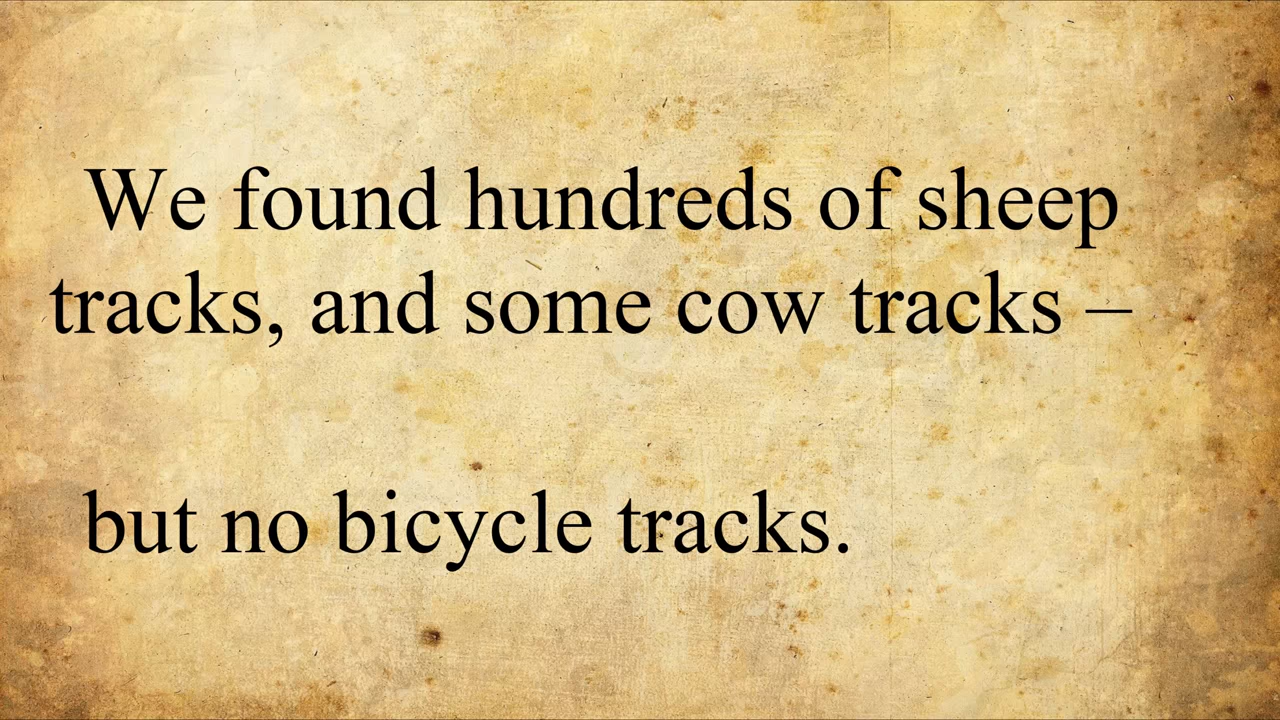 We found hundreds of sheep
tracks, and some cow tracks –
but no bicycle tracks.